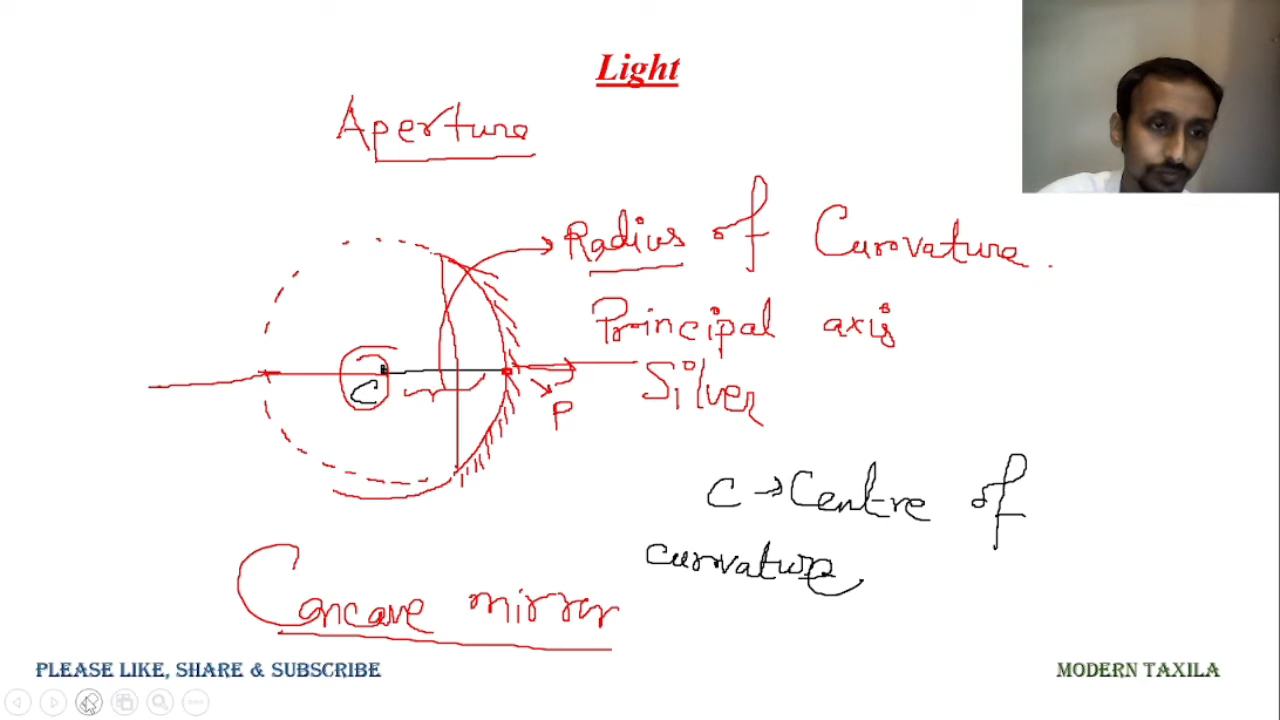 Light
Aperture
Radius of Curvature.
Principal axis
Silver
C
P
C → Centre of
curvature
Concave mirror
PLEASE LIKE, SHARE & SUBSCRIBE
MODERN TAXILA